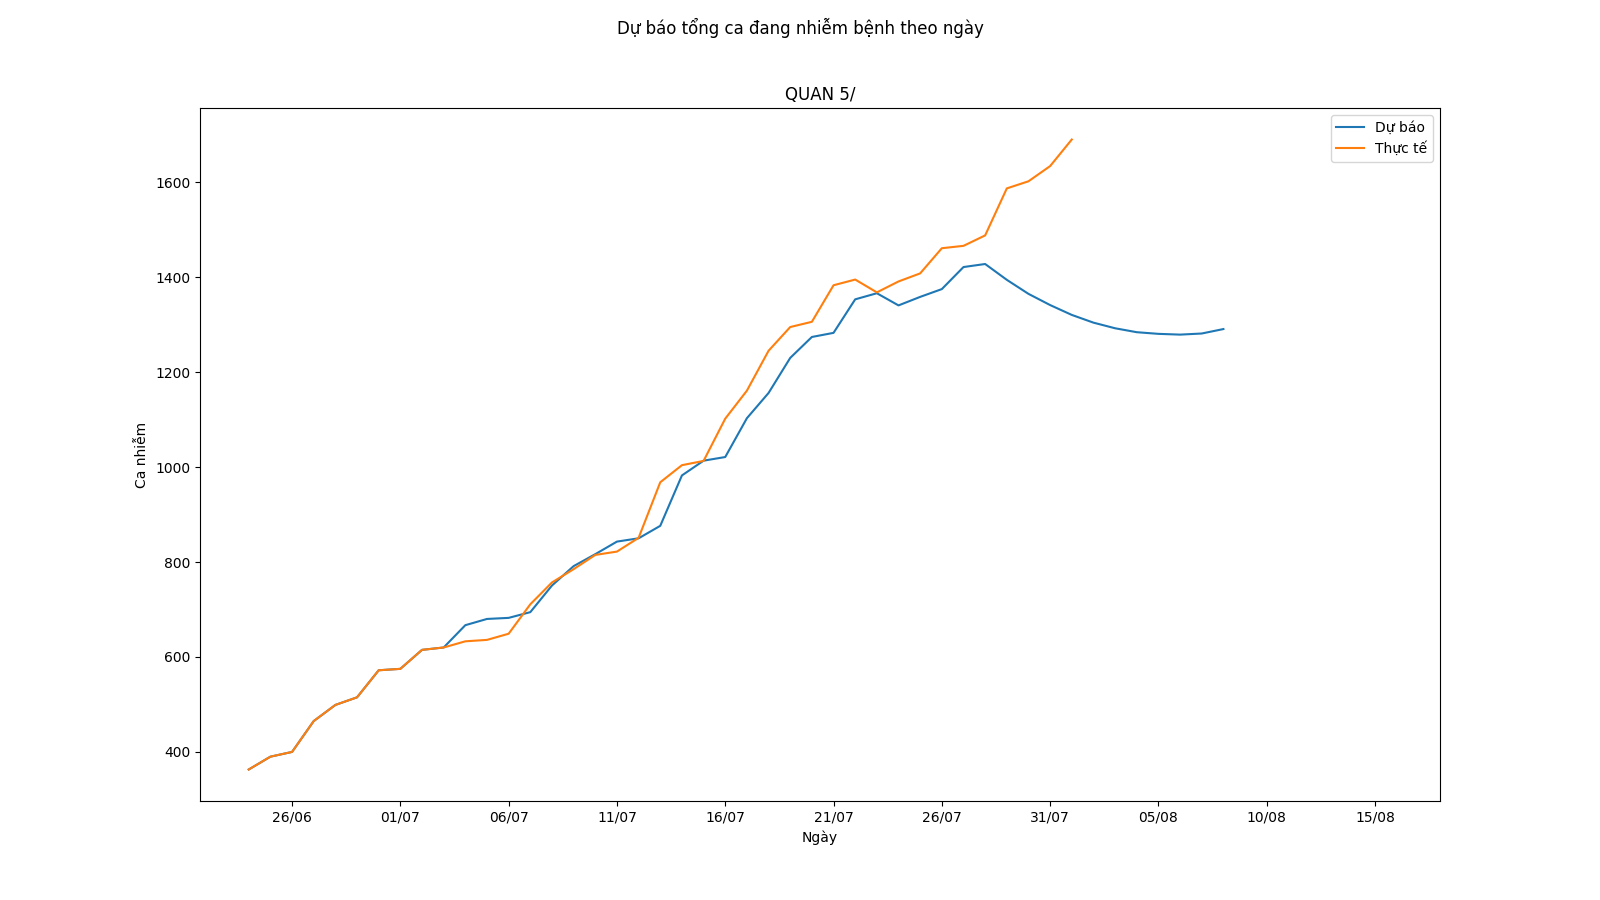 Dự báo tổng ca đang nhiễm bệnh theo ngày
QUAN 5/
Dự báo
Thực tế
1600
1400
1200
1000
800
600
400
Ca nhiễm
26/06 01/07 06/07 11/07 16/07 21/07 26/07 31/07 05/08 10/08 15/08
Ngày